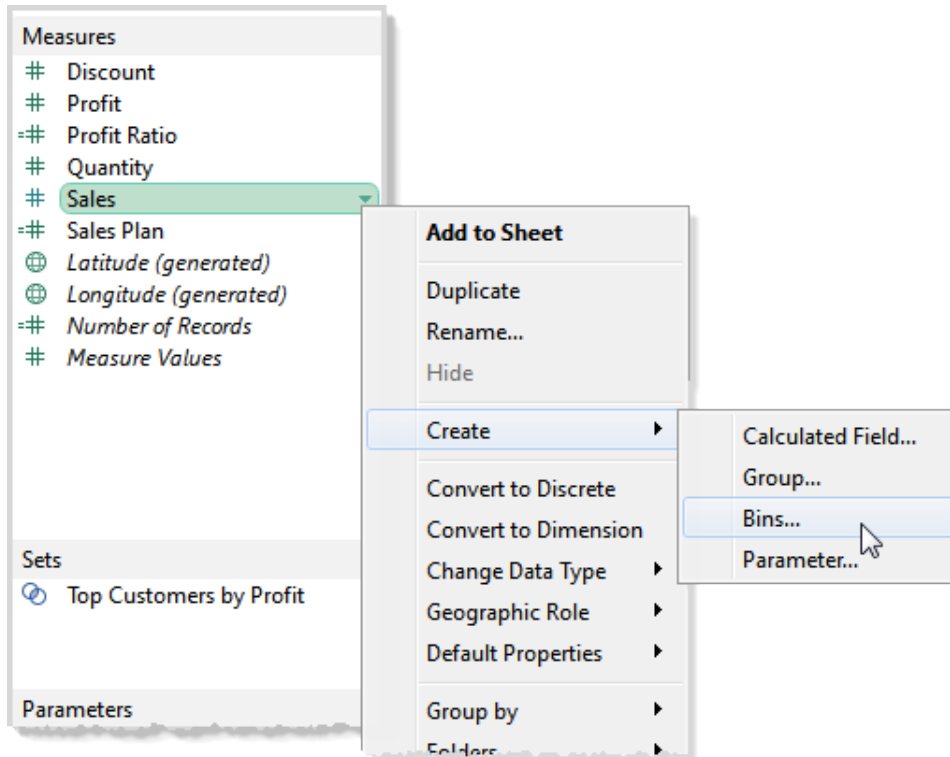 Measures
Discount
Profit
Profit Ratio
Quantity
Sales
Sales Plan
Latitude (generated)
Longitude (generated)
Number of Records
Measure Values
Sets
Top Customers by Profit
Parameters
Add to Sheet
Duplicate
Rename...
Hide
Create
Convert to Discrete
Convert to Dimension
Change Data Type
Geographic Role
Default Properties
Group by
Folders
Calculated Field...
Group...
Bins...
Parameter...